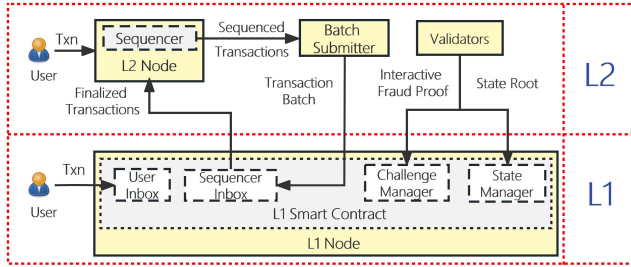 Txn
User
Sequencer
L2 Node
Sequenced
Transactions
Batch
Submitter
Validators
L2
Finalized
Transactions
Transaction
Batch
Interactive
Fraud Proof
State Root
Txn
User
User
Inbox
Sequencer
Inbox
Challenge
Manager
State
Manager
L1 Smart Contract
L1 Node
L1